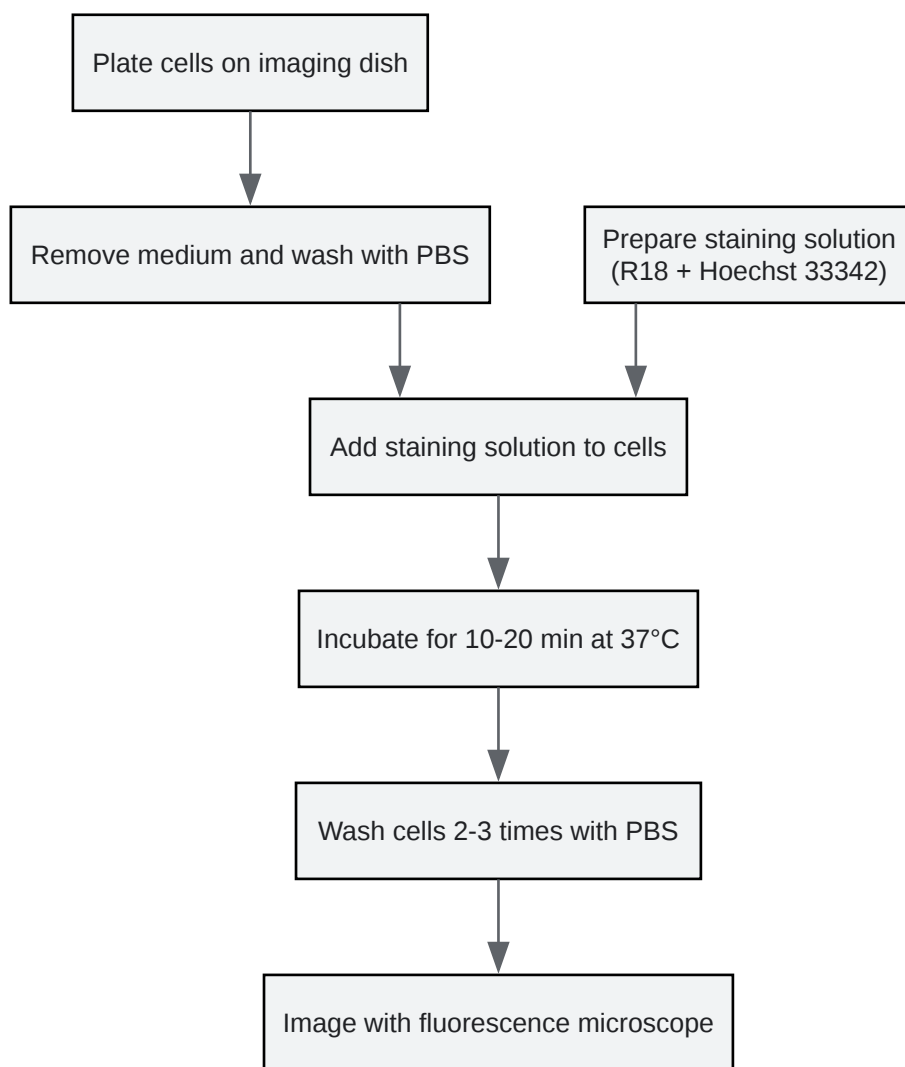 Plate cells on imaging dish
Remove medium and wash with PBS
Prepare staining solution
(R18 + Hoechst 33342)
Add staining solution to cells
Incubate for 10-20 min at 37°C
Wash cells 2-3 times with PBS
Image with fluorescence microscope